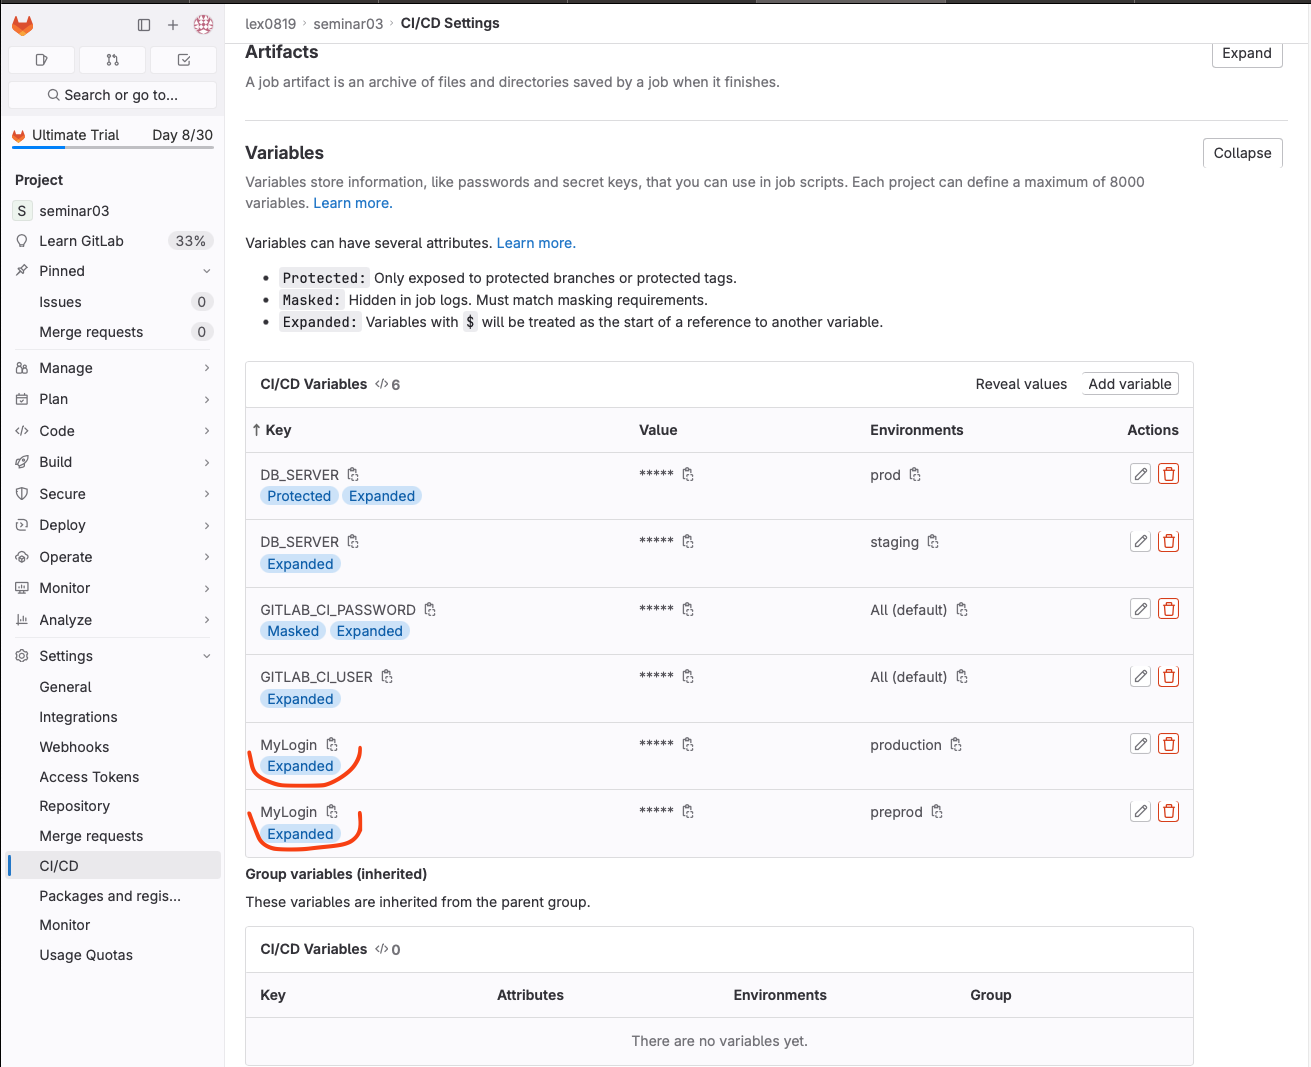 lex0819 › seminar03 › CI/CD Settings
Search or go to...
Ultimate Trial Day 8/30
Project
S seminar03
Learn GitLab 33%
Pinned
Issues 0
Merge requests 0
Manage
Plan
Code
Build
Secure
Deploy
Operate
Monitor
Analyze
Settings
General
Integrations
Webhooks
Access Tokens
Repository
Merge requests
CI/CD
Packages and regis...
Monitor
Usage Quotas
Artifacts Expand
A job artifact is an archive of files and directories saved by a job when it finishes.
Variables Collapse
Variables store information, like passwords and secret keys, that you can use in job scripts. Each project can define a maximum of 8000
variables. Learn more.
Variables can have several attributes. Learn more.
• Protected: Only exposed to protected branches or protected tags.
• Masked: Hidden in job logs. Must match masking requirements.
• Expanded: Variables with $ will be treated as the start of a reference to another variable.
CI/CD Variables </> 6 Reveal values Add variable
↑ Key Value Environments Actions
DB_SERVER ***** prod
Protected Expanded
DB_SERVER ***** staging
Expanded
GITLAB_CI_PASSWORD ***** All (default)
Masked Expanded
GITLAB_CI_USER ***** All (default)
Expanded
MyLogin ***** production
Expanded
MyLogin ***** preprod
Expanded
Group variables (inherited)
These variables are inherited from the parent group.
CI/CD Variables </> 0
Key Attributes Environments Group
There are no variables yet.